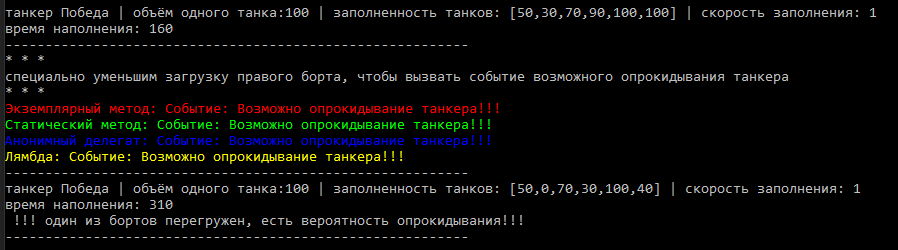 танкер Победа | объём одного танка:100 | заполненность танков: [50,30,70,90,100,100] | скорость заполнения: 1
время наполнения: 160
----------------------------------------------------------
* * *
специально уменьшим загрузку правого борта, чтобы вызвать событие возможного опрокидывания танкера
* * *
Экземплярный метод: Событие: Возможно опрокидывание танкера!!!
Статический метод: Событие: Возможно опрокидывание танкера!!!
Анонимный делегат: Событие: Возможно опрокидывание танкера!!!
Лямбда: Событие: Возможно опрокидывание танкера!!!
----------------------------------------------------------
танкер Победа | объём одного танка:100 | заполненность танков: [50,0,70,30,100,40] | скорость заполнения: 1
время наполнения: 310
!!! один из бортов перегружен, есть вероятность опрокидывания!!!
----------------------------------------------------------